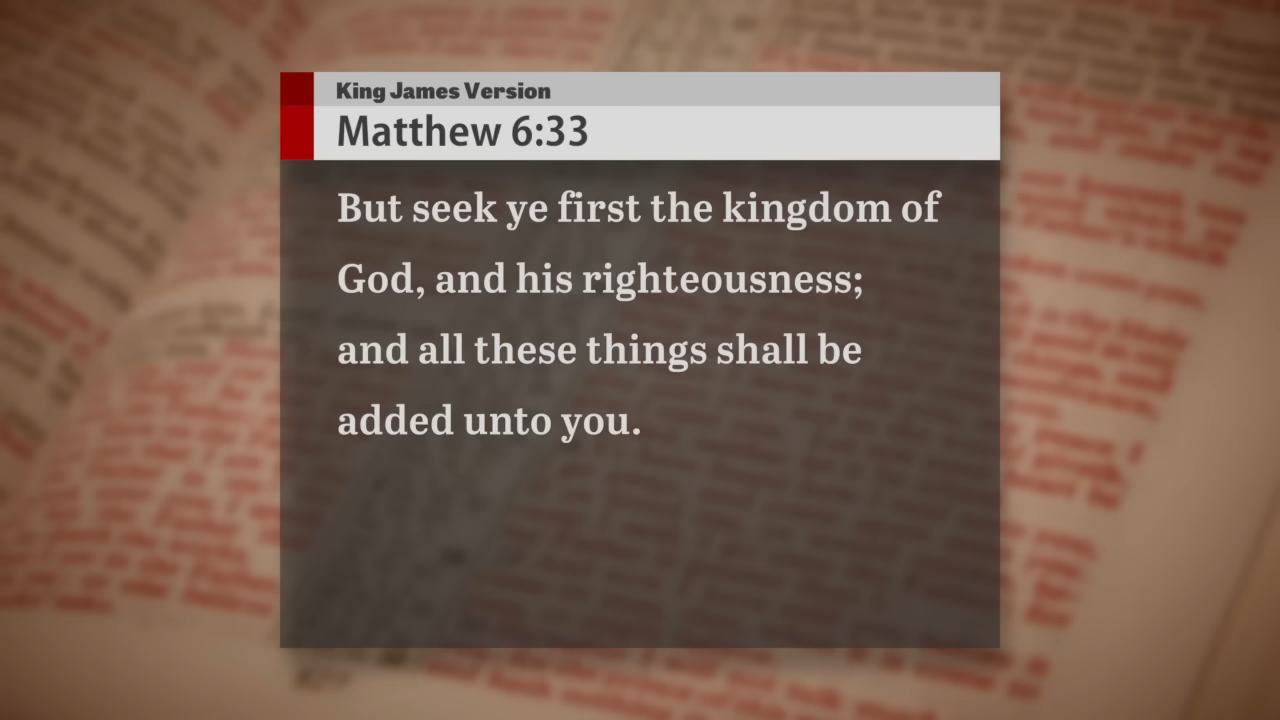 King James Version
Matthew 6:33
But seek ye first the kingdom of
God, and his righteousness;
and all these things shall be
added unto you.